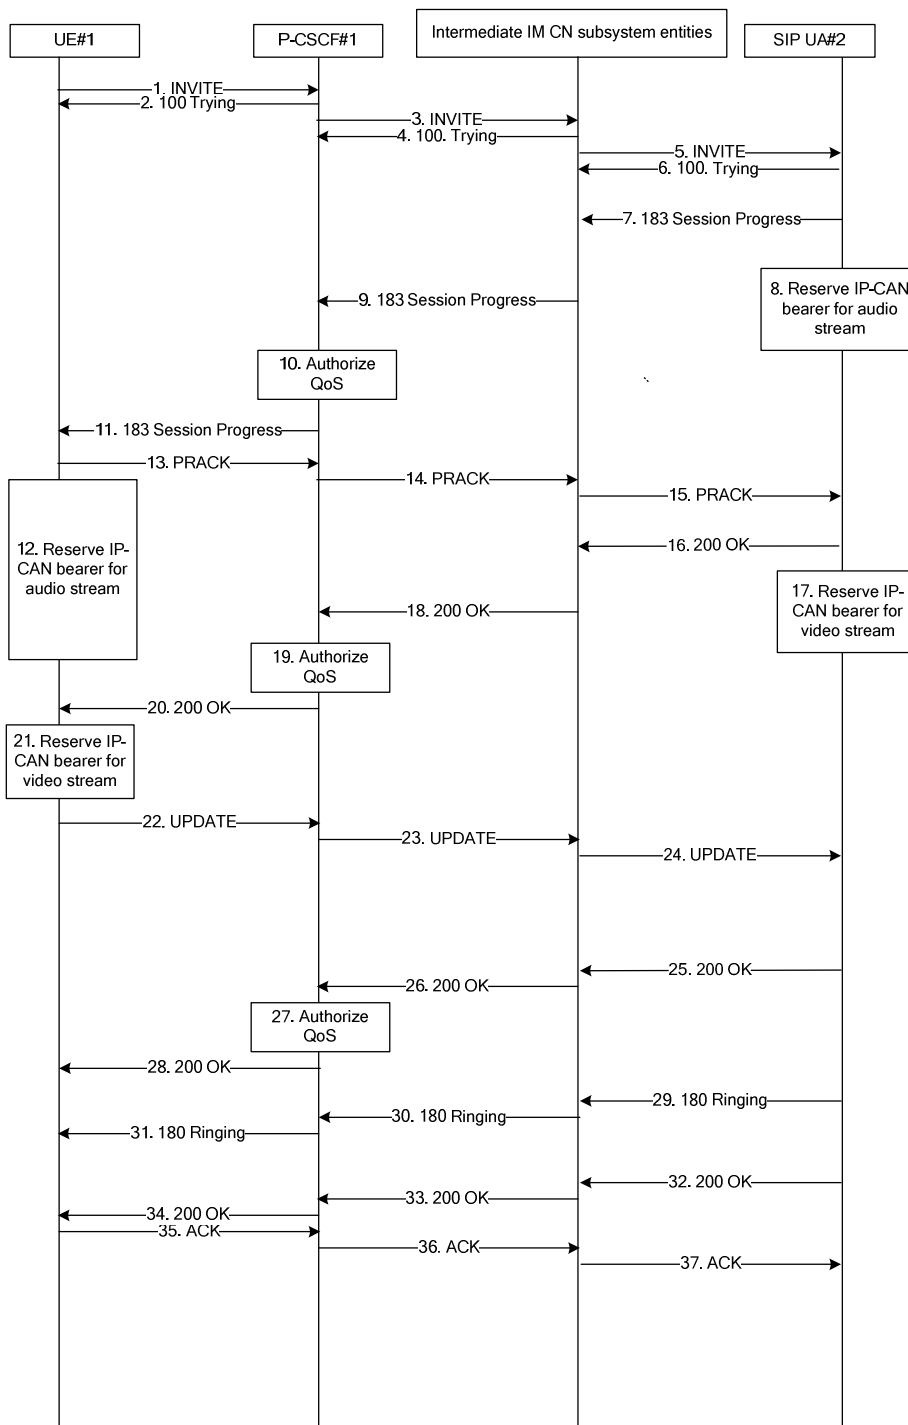 UE#1
P-CSCF#1
Intermediate IM CN subsystem entities
SIP UA#2
1. INVITE
2. 100 Trying
3. INVITE
4. 100. Trying
5. INVITE
6. 100. Trying
7. 183 Session Progress
8. Reserve IP-CAN
bearer for audio
stream
9. 183 Session Progress
10. Authorize
QoS
11. 183 Session Progress
13. PRACK
14. PRACK
15. PRACK
12. Reserve IP-
CAN bearer for
audio stream
16. 200 OK
17. Reserve IP-
CAN bearer for
video stream
18. 200 OK
19. Authorize
QoS
20. 200 OK
21. Reserve IP-
CAN bearer for
video stream
22. UPDATE
23. UPDATE
24. UPDATE
25. 200 OK
26. 200 OK
27. Authorize
QoS
28. 200 OK
29. 180 Ringing
30. 180 Ringing
31. 180 Ringing
32. 200 OK
33. 200 OK
34. 200 OK
35. ACK
36. ACK
37. ACK